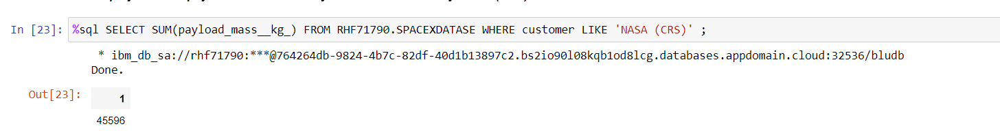 In [23]: %sql SELECT SUM(payload_mass__kg_) FROM RHF71790.SPACEXDATASE WHERE customer LIKE 'NASA (CRS)' ;
* ibm_db_sa://rhf71790:***@764264db-9824-4b7c-82df-40d1b13897c2.bs2io90l08kqb1od8lcg.databases.appdomain.cloud:32536/bludb
Done.
Out[23]: 1
45596